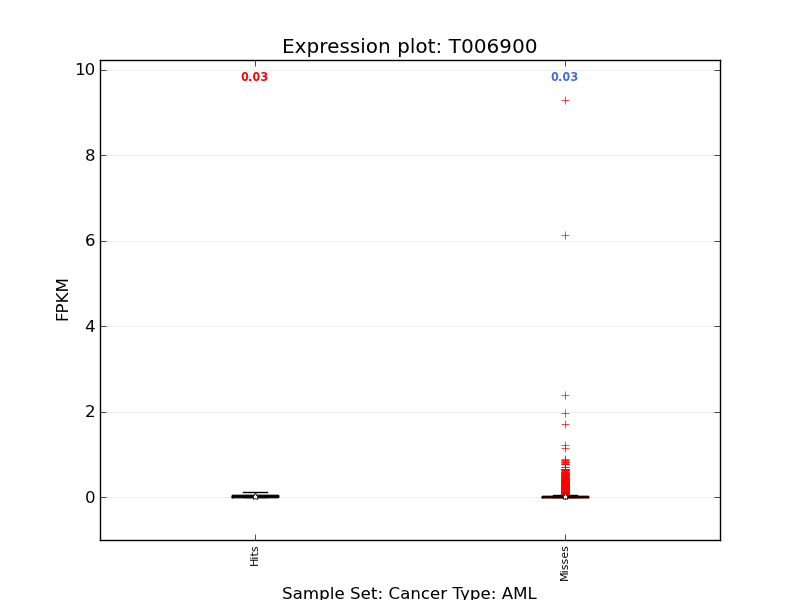 Expression plot: T006900
10
8
6
4
2
0
FPKM
0.03
0.03
Hits
Misses
Sample Set: Cancer Type: AML